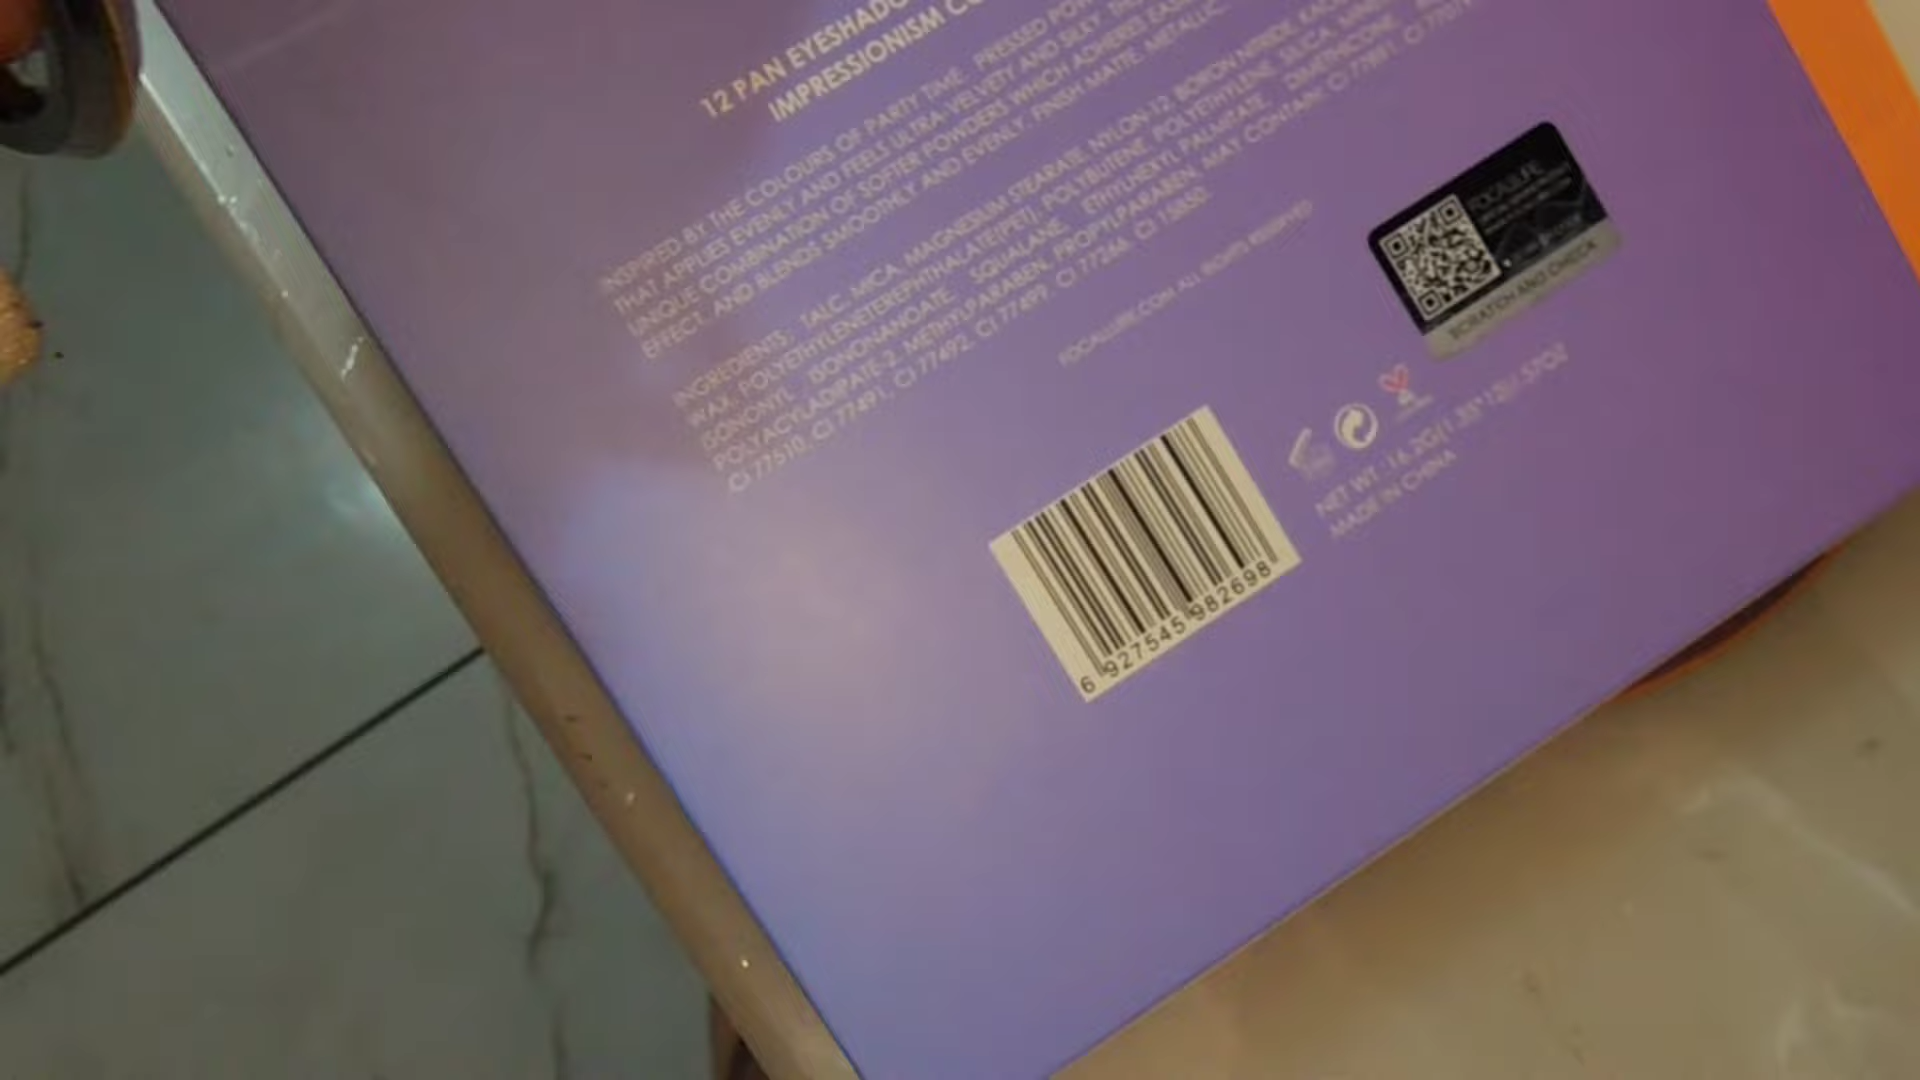 12 PAN EYESHADO
IMPRESSIONISM CO
INSPIRED BY THE COLOURS OF PARTY TIME. PRESSED POW
THAT APPLIES EVENLY AND FEELS ULTRA-VELVETY AND SILKY.
UNIQUE COMBINATION OF SOFTER POWDERS WHICH ADHERES
EFFECT. AND BLENDS SMOOTHLY AND EVENLY. FINISH MATTE. METALLIC.
INGREDIENTS: TALC, MICA, MAGNESIUM STEARATE, NYLON-12, BORON NITRIDE,
WAX, POLYETHYLENETEREPHTHALATE(PET), POLYBUTENE, POLYETHYLENE, SILICA,
ISONONYL ISONONANOATE, SQUALANE, ETHYLHEXYL PALMITATE, DIMETHICONE,
POLYACYLADIPATE-2, METHYLPARABEN, PROPYLPARABEN, MAY CONTAIN: CI 77891, CI
CI 77510, CI 77491, CI 77492, CI 77499, CI 77266, CI 15850
FOCALLURE.COM ALL RIGHTS RESERVED
FOCALLURE
SCRATCH AND CHECK
NET WT.:16.2G
MADE IN CHINA
6 927545 982698